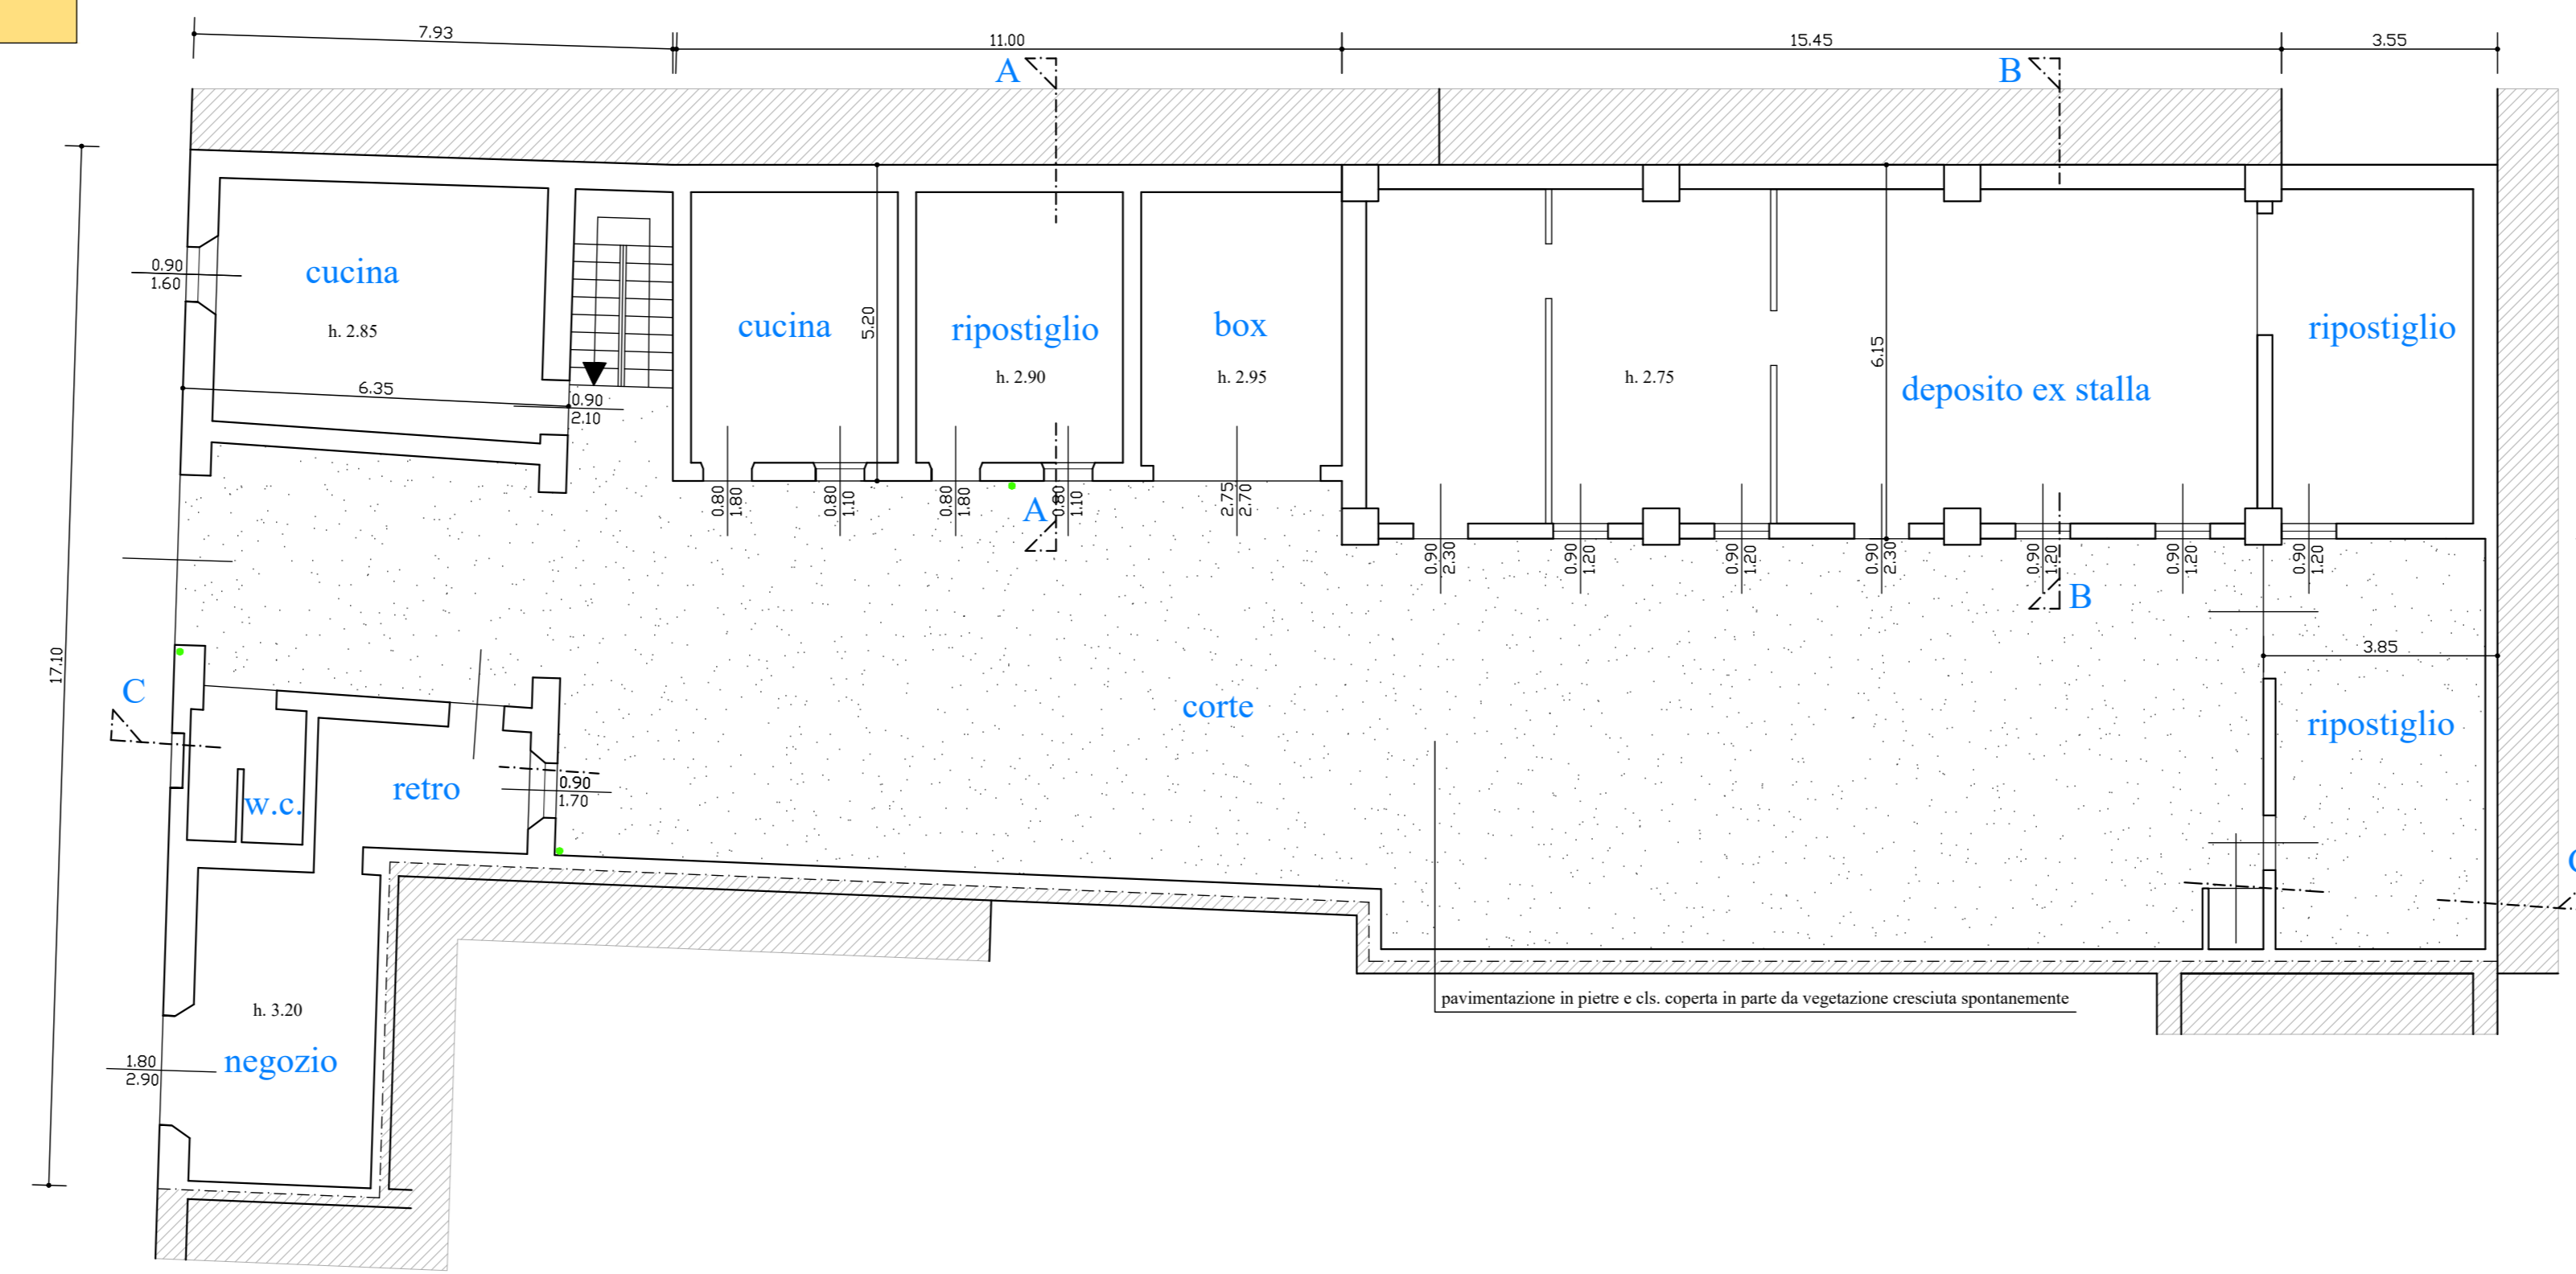 7.93
11.00
15.45
3.55
A
B
cucina
h. 2.85
0.90
1.60
6.35
0.90
2.10
cucina
5.20
ripostiglio
h. 2.90
box
h. 2.95
h. 2.75
6.15
deposito ex stalla
ripostiglio
0.80
1.80
0.80
1.10
0.80
1.80
A
0.80
1.10
2.75
2.70
0.90
2.30
0.90
1.20
0.90
1.20
0.90
2.30
0.90
1.20
B
0.90
1.20
0.90
1.20
17.10
3.85
C
corte
ripostiglio
retro
w.c.
0.90
1.70
pavimentazione in pietre e cls. coperta in parte da vegetazione cresciuta spontanemente
h. 3.20
negozio
1.80
2.90